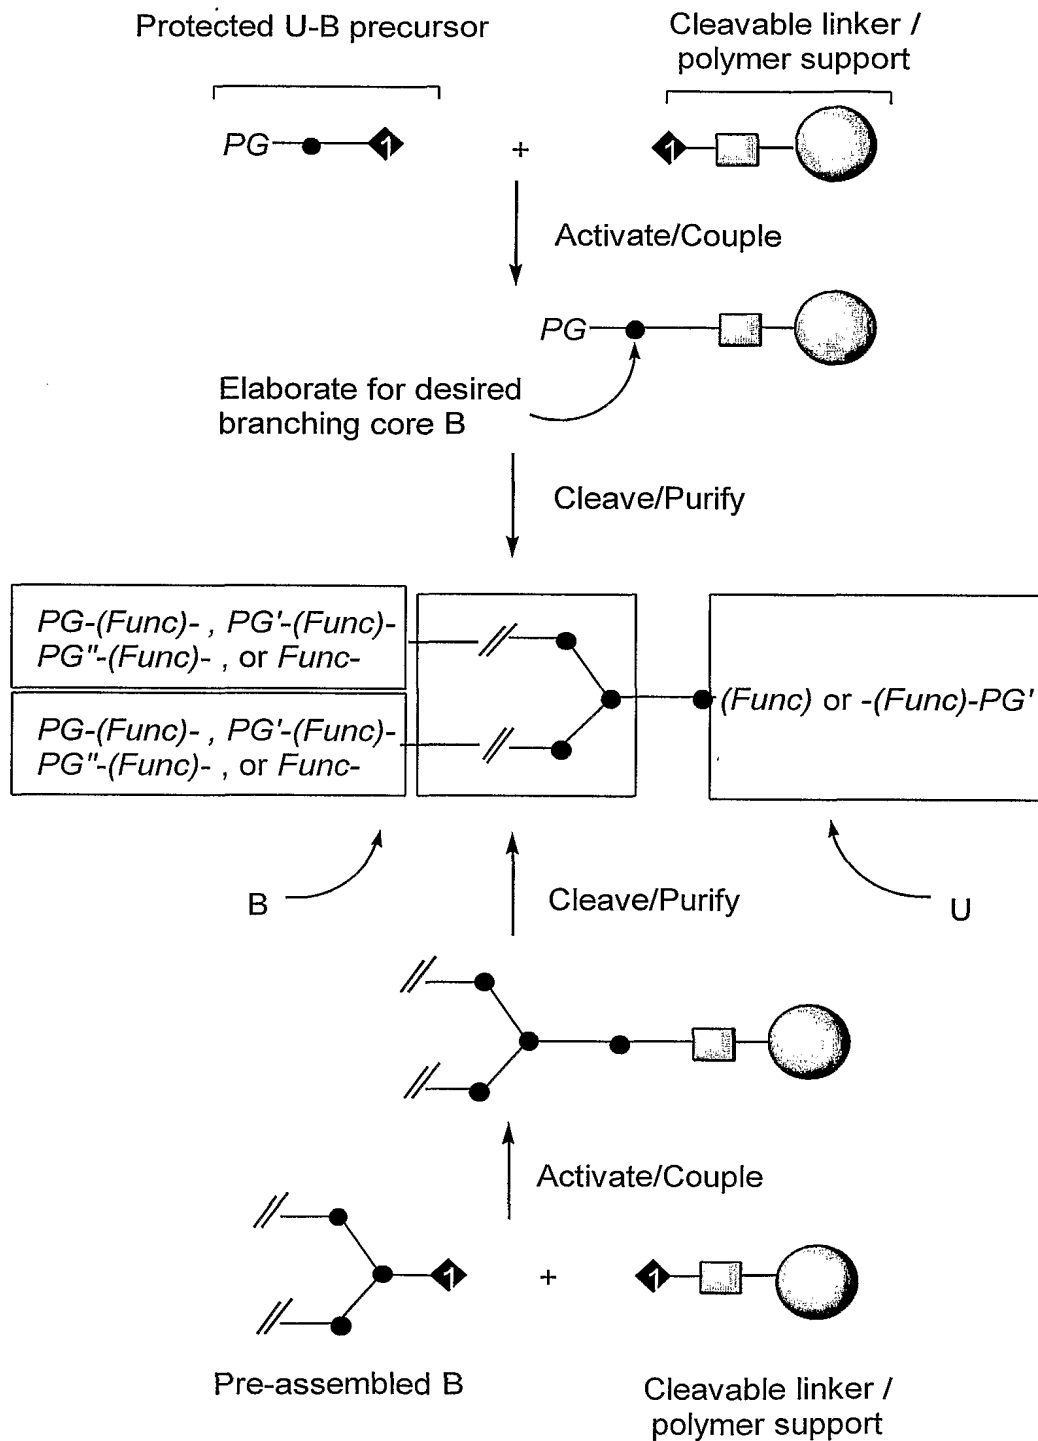 Protected U-B precursor
Cleavable linker /
polymer support
PG
1
+
1
Activate/Couple
PG
Elaborate for desired
branching core B
Cleave/Purify
PG-(Func)- , PG'-(Func)-
PG"-(Func)- , or Func-
(Func) or -(Func)-PG'
PG-(Func)- , PG'-(Func)-
PG"-(Func)- , or Func-
B
Cleave/Purify
U
Activate/Couple
1
+
1
Pre-assembled B
Cleavable linker /
polymer support